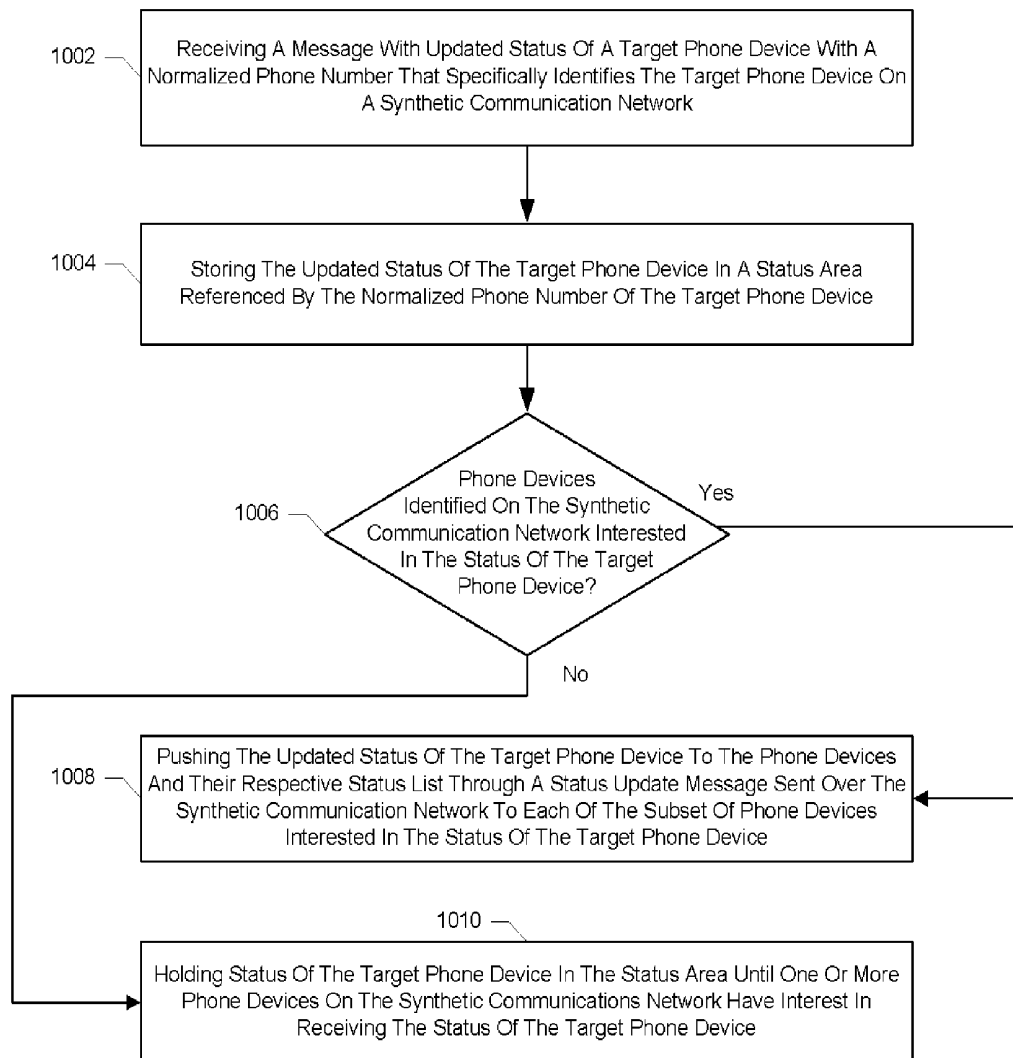 1002
Receiving A Message With Updated Status Of A Target Phone Device With A
Normalized Phone Number That Specifically Identifies The Target Phone Device On
A Synthetic Communication Network
1004
Storing The Updated Status Of The Target Phone Device In A Status Area
Referenced By The Normalized Phone Number Of The Target Phone Device
1006
Phone Devices
Identified On The Synthetic
Communication Network Interested
In The Status Of The Target
Phone Device?
Yes
No
1008
Pushing The Updated Status Of The Target Phone Device To The Phone Devices
And Their Respective Status List Through A Status Update Message Sent Over The
Synthetic Communication Network To Each Of The Subset Of Phone Devices
Interested In The Status Of The Target Phone Device
1010
Holding Status Of The Target Phone Device In The Status Area Until One Or More
Phone Devices On The Synthetic Communications Network Have Interest In
Receiving The Status Of The Target Phone Device